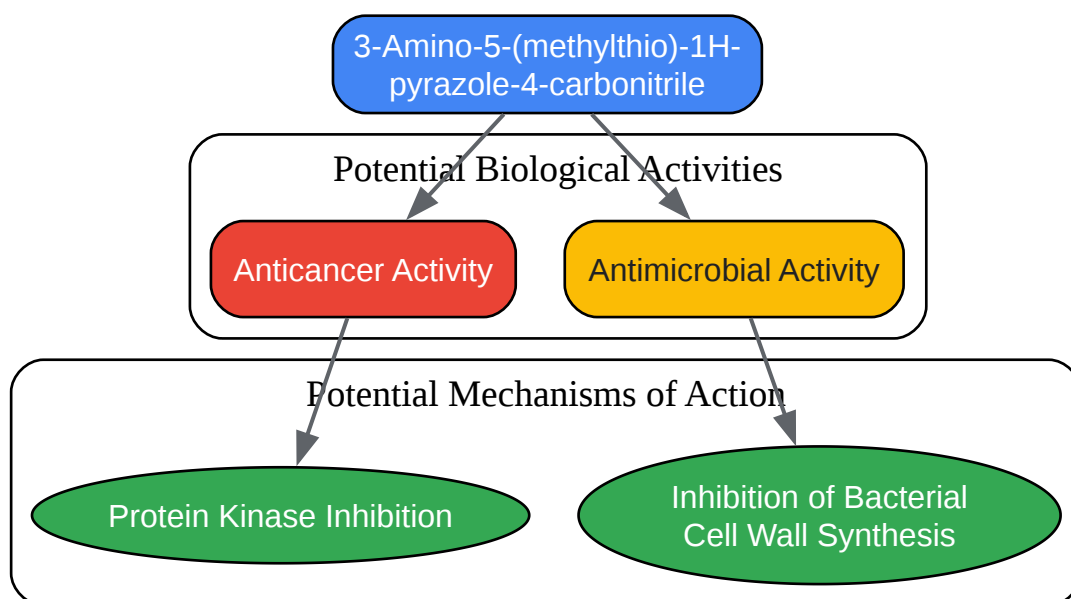 3-Amino-5-(methylthio)-1H-
pyrazole-4-carbonitrile
Potential Biological Activities
Anticancer Activity
Antimicrobial Activity
Potential Mechanisms of Action
Protein Kinase Inhibition
Inhibition of Bacterial
Cell Wall Synthesis